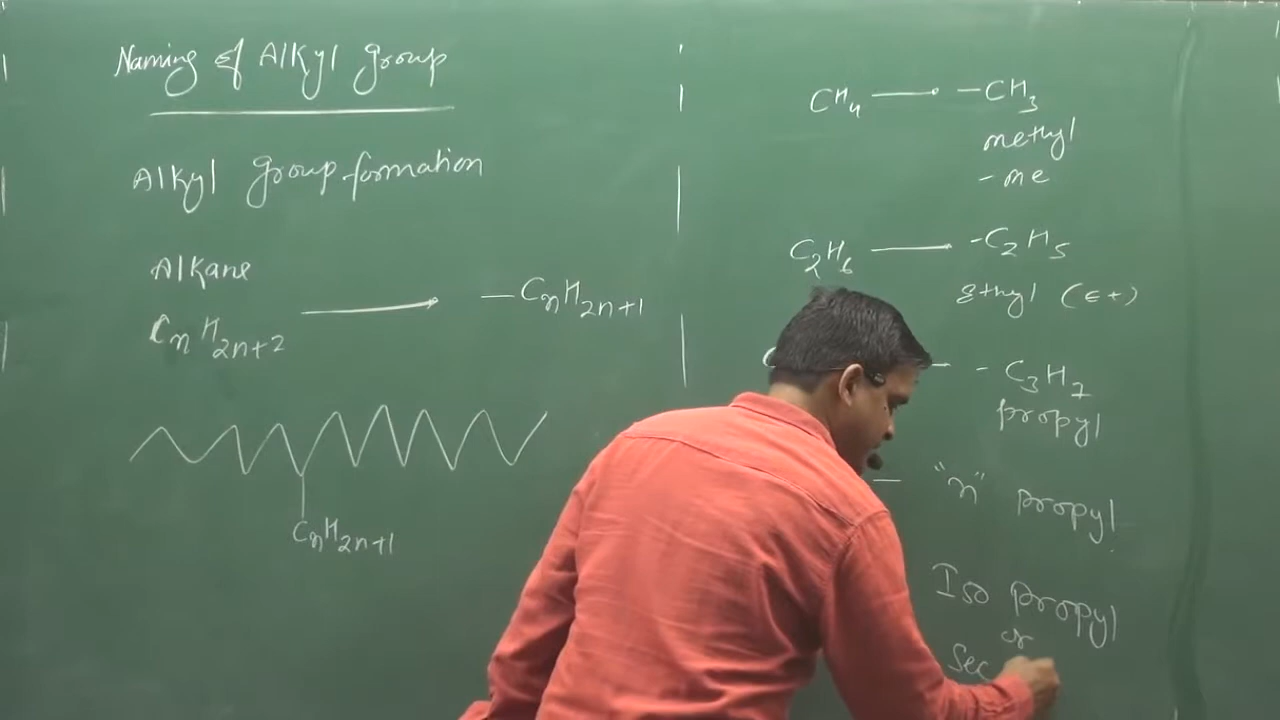 Naming of Alkyl group
Alkyl group formation
Alkane
CnH2n+2 → -CnH2n+1
CnH2n+1
CH4 → -CH3
methyl
- me
C2H6 → -C2H5
Ethyl (Et)
- C3H7
propyl
"n" propyl
Iso propyl
or
Sec